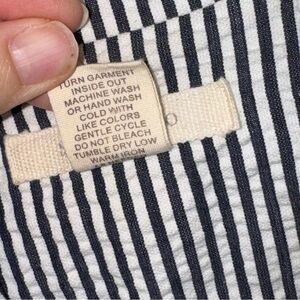 TURN GARMENT
INSIDE OUT
MACHINE WASH
OR HAND WASH
COLD WITH
LIKE COLORS
GENTLE CYCLE
DO NOT BLEACH
TUMBLE DRY LOW
WARM IRON